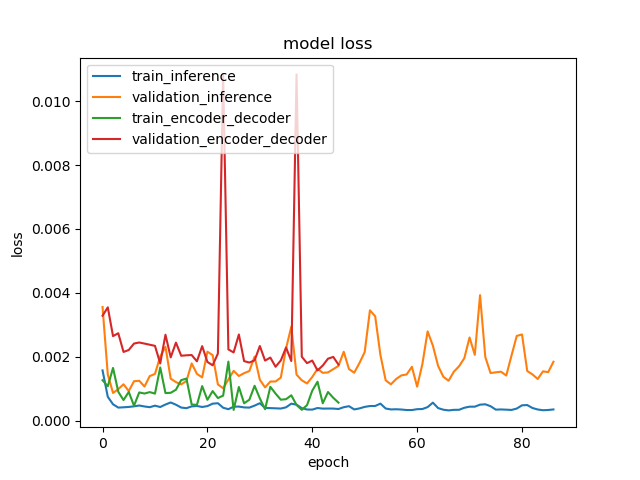 model loss
train_inference
validation_inference
train_encoder_decoder
validation_encoder_decoder
0.010
0.008
0.006
0.004
0.002
0.000
loss
0 20 40 60 80
epoch